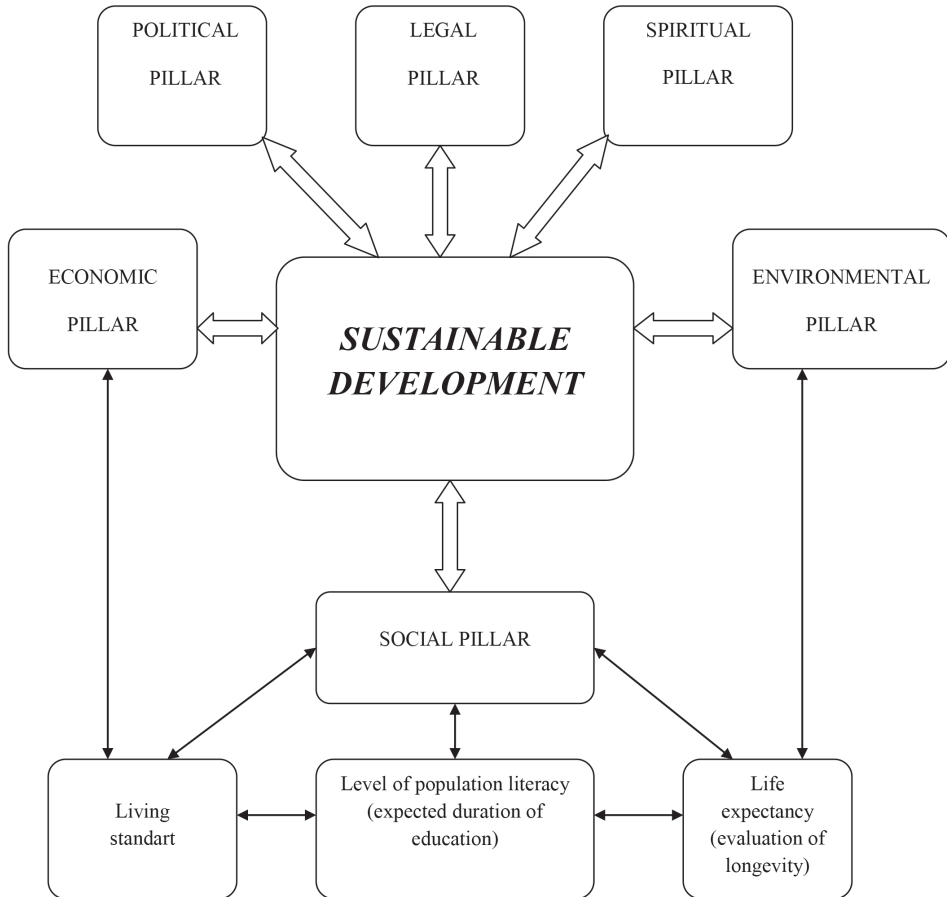 POLITICAL
PILLAR
LEGAL
PILLAR
SPIRITUAL
PILLAR
ECONOMIC
PILLAR
SUSTAINABLE
DEVELOPMENT
ENVIRONMENTAL
PILLAR
SOCIAL PILLAR
Living
standart
Level of population literacy
(expected duration of
education)
Life
expectancy
(evaluation of
longevity)